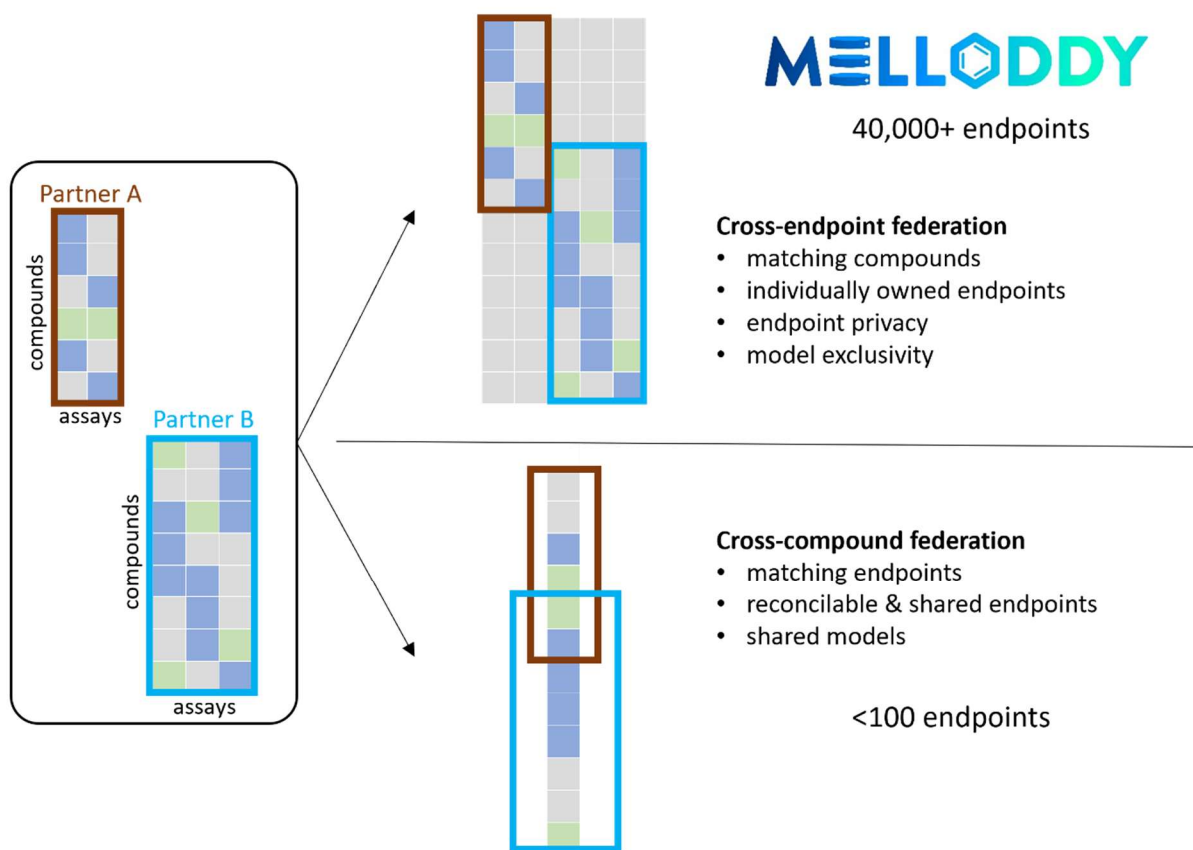 Partner A
compounds
assays
Partner B
compounds
assays
MELLODDY
40,000+ endpoints
Cross-endpoint federation
• matching compounds
• individually owned endpoints
• endpoint privacy
• model exclusivity
Cross-compound federation
• matching endpoints
• reconcilable & shared endpoints
• shared models
<100 endpoints